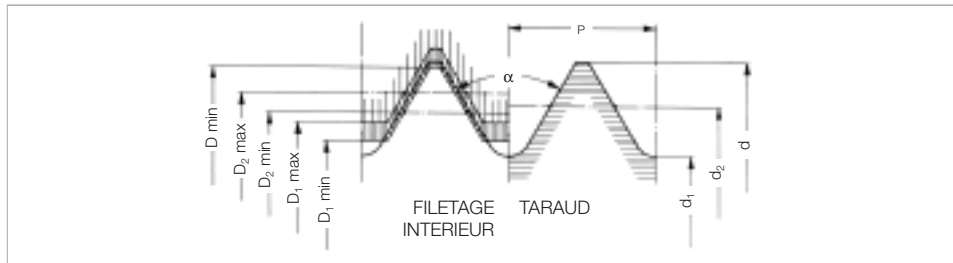 P
α
D min
D₂ max
D₂ min
D₁ max
D₁ min
d₁
d₂
d
FILETAGE TARAUD
INTERIEUR